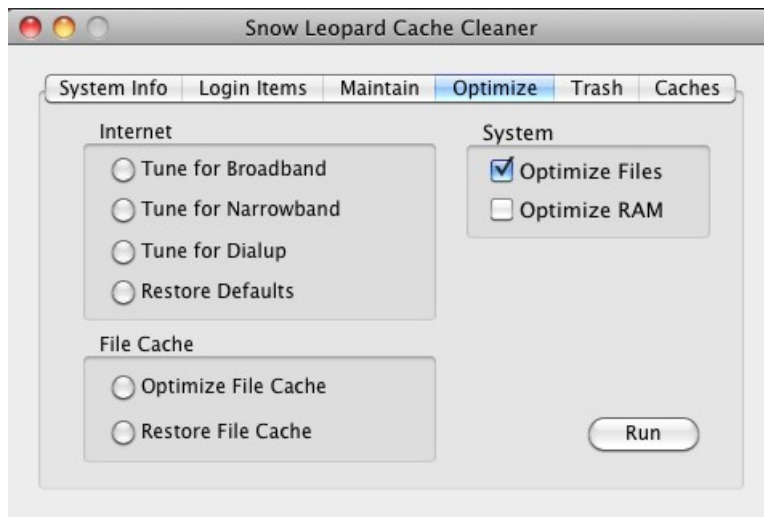 Snow Leopard Cache Cleaner
System Info Login Items Maintain Optimize Trash Caches
Internet
Tune for Broadband
Tune for Narrowband
Tune for Dialup
Restore Defaults
System
Optimize Files
Optimize RAM
File Cache
Optimize File Cache
Restore File Cache
Run